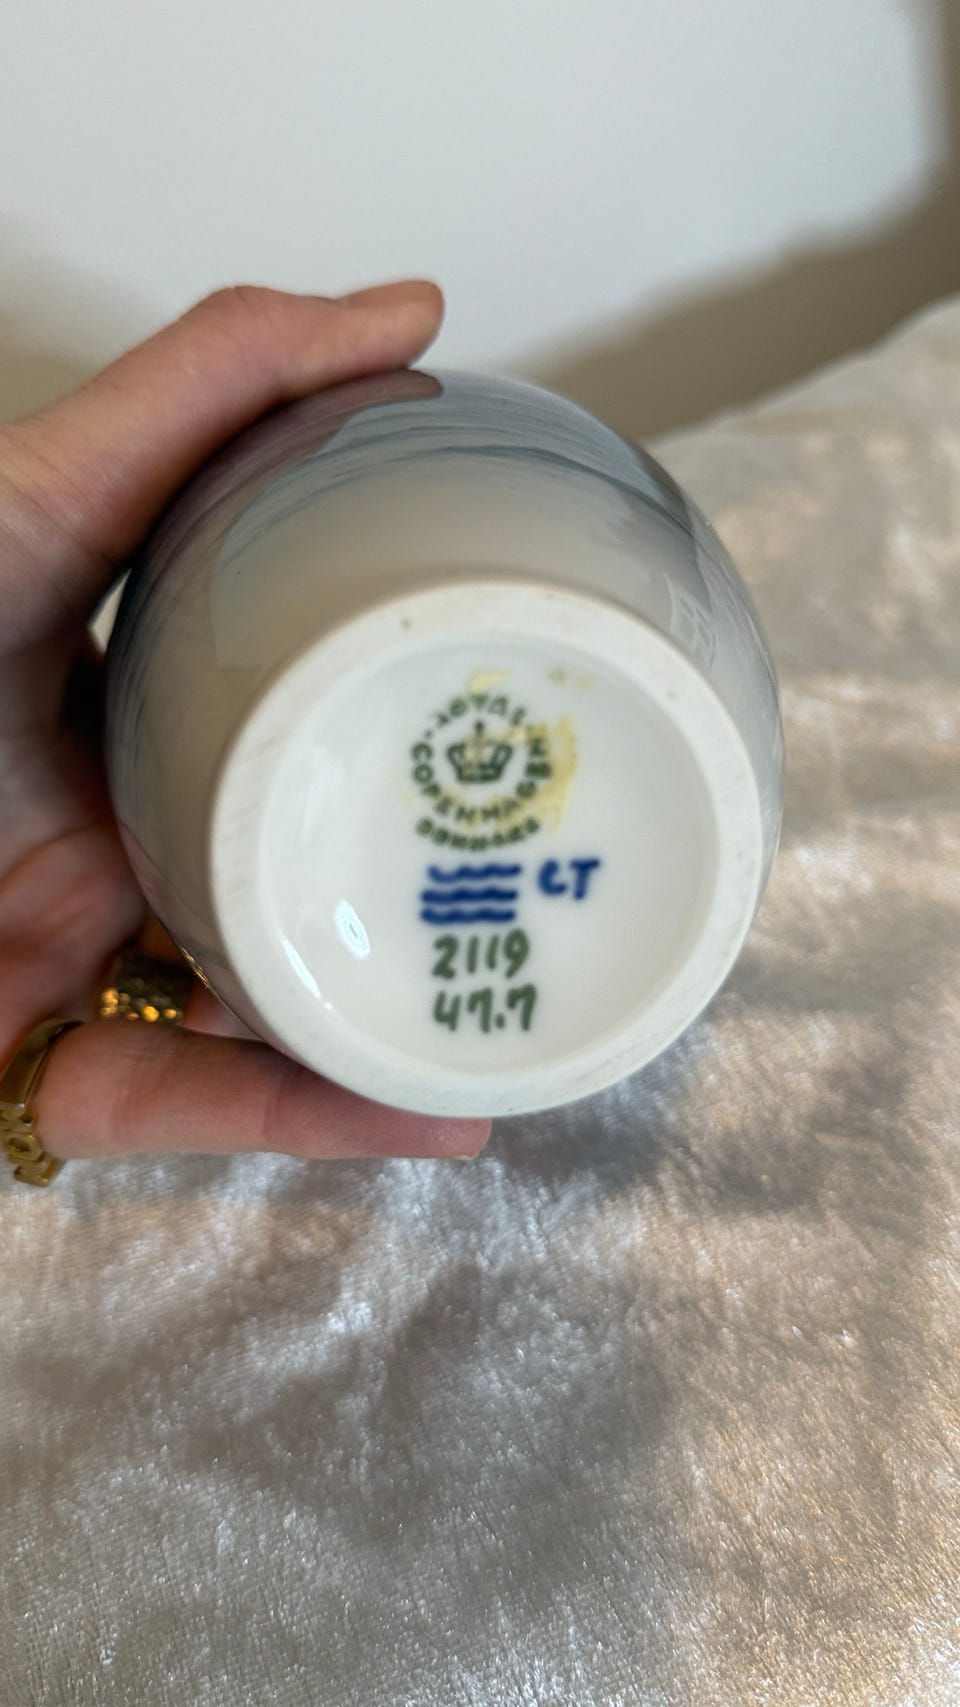 ROYAL
COPENHAGEN
DENMARK
CT
2119
47.7